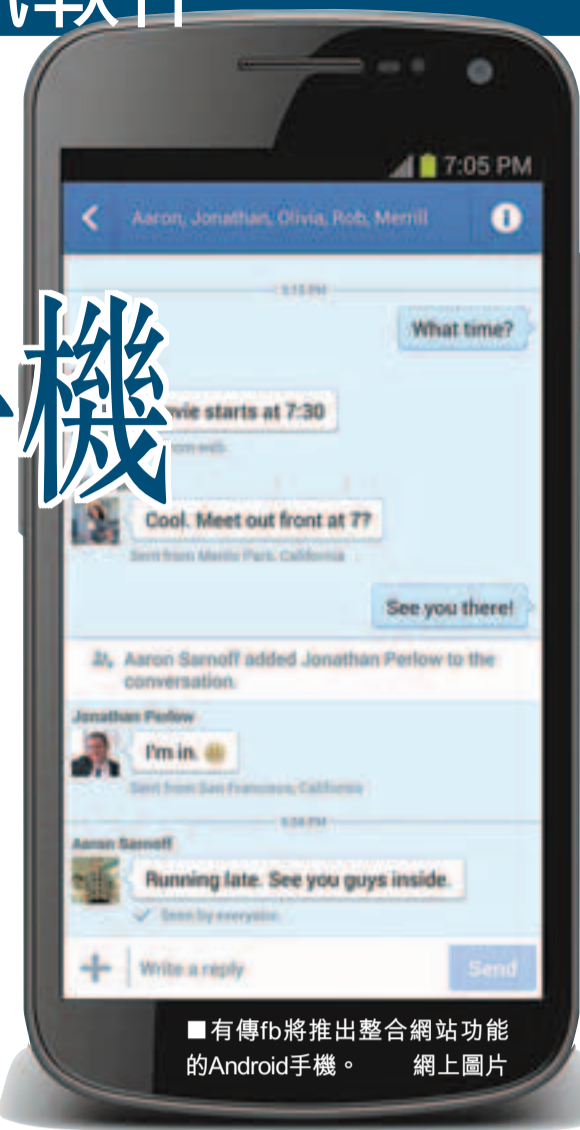 7:05 PM
Aaron, Jonathan, Olivia, Rob, Merrill
What time?
機
starts at 7:30
Cool. Meet out front at 7?
Sent from Menlo Park, California
See you there!
Aaron Sarnoff added Jonathan Perlow to the
conversation.
Jonathan Perlow
I'm in.
Sent from San Francisco, California
Aaron Sarnoff
Running late. See you guys inside.
Seen by everyone
Write a reply
Send
■有傳fb將推出整合網站功能
的Android手機。 網上圖片